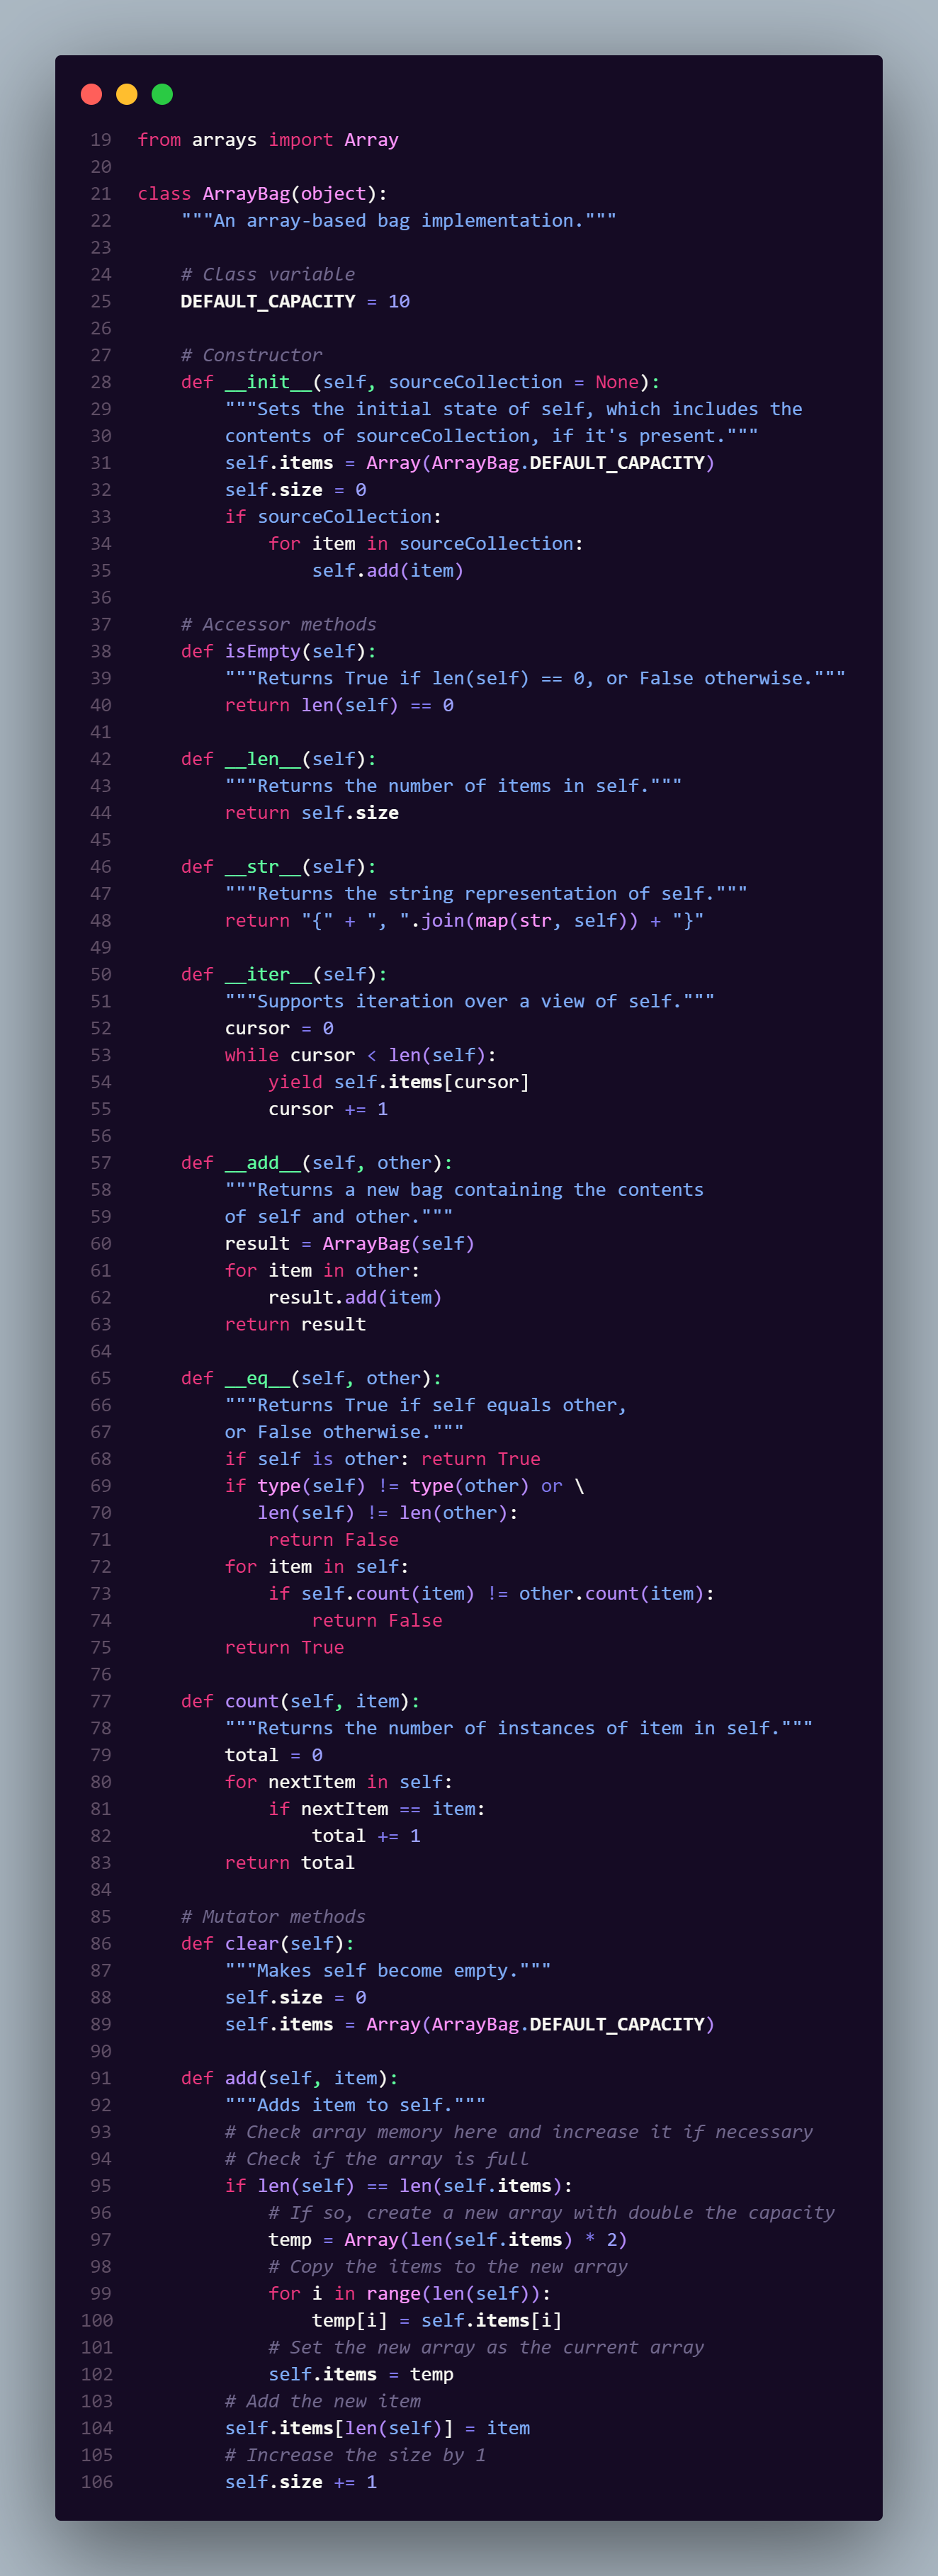 19 from arrays import Array
20
21 class ArrayBag(object):
22     """An array-based bag implementation."""
23
24     # Class variable
25     DEFAULT_CAPACITY = 10
26
27     # Constructor
28     def __init__(self, sourceCollection = None):
29         """Sets the initial state of self, which includes the
30         contents of sourceCollection, if it's present."""
31         self.items = Array(ArrayBag.DEFAULT_CAPACITY)
32         self.size = 0
33         if sourceCollection:
34             for item in sourceCollection:
35                 self.add(item)
36
37     # Accessor methods
38     def isEmpty(self):
39         """Returns True if len(self) == 0, or False otherwise."""
40         return len(self) == 0
41
42     def __len__(self):
43         """Returns the number of items in self."""
44         return self.size
45
46     def __str__(self):
47         """Returns the string representation of self."""
48         return "{" + ", ".join(map(str, self)) + "}"
49
50     def __iter__(self):
51         """Supports iteration over a view of self."""
52         cursor = 0
53         while cursor < len(self):
54             yield self.items[cursor]
55             cursor += 1
56
57     def __add__(self, other):
58         """Returns a new bag containing the contents
59         of self and other."""
60         result = ArrayBag(self)
61         for item in other:
62             result.add(item)
63         return result
64
65     def __eq__(self, other):
66         """Returns True if self equals other,
67         or False otherwise."""
68         if self is other: return True
69         if type(self) != type(other) or \
70            len(self) != len(other):
71             return False
72         for item in self:
73             if self.count(item) != other.count(item):
74                 return False
75         return True
76
77     def count(self, item):
78         """Returns the number of instances of item in self."""
79         total = 0
80         for nextItem in self:
81             if nextItem == item:
82                 total += 1
83         return total
84
85     # Mutator methods
86     def clear(self):
87         """Makes self become empty."""
88         self.size = 0
89         self.items = Array(ArrayBag.DEFAULT_CAPACITY)
90
91     def add(self, item):
92         """Adds item to self."""
93         # Check array memory here and increase it if necessary
94         # Check if the array is full
95         if len(self) == len(self.items):
96             # If so, create a new array with double the capacity
97             temp = Array(len(self.items) * 2)
98             # Copy the items to the new array
99             for i in range(len(self)):
100                 temp[i] = self.items[i]
101             # Set the new array as the current array
102             self.items = temp
103         # Add the new item
104         self.items[len(self)] = item
105         # Increase the size by 1
106         self.size += 1